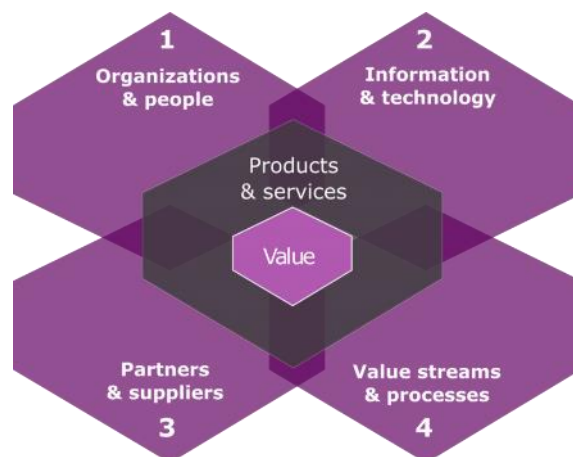 1
Organizations
& people
2
Information
& technology
Products
& services
Value
Partners
& suppliers
3
Value streams
& processes
4